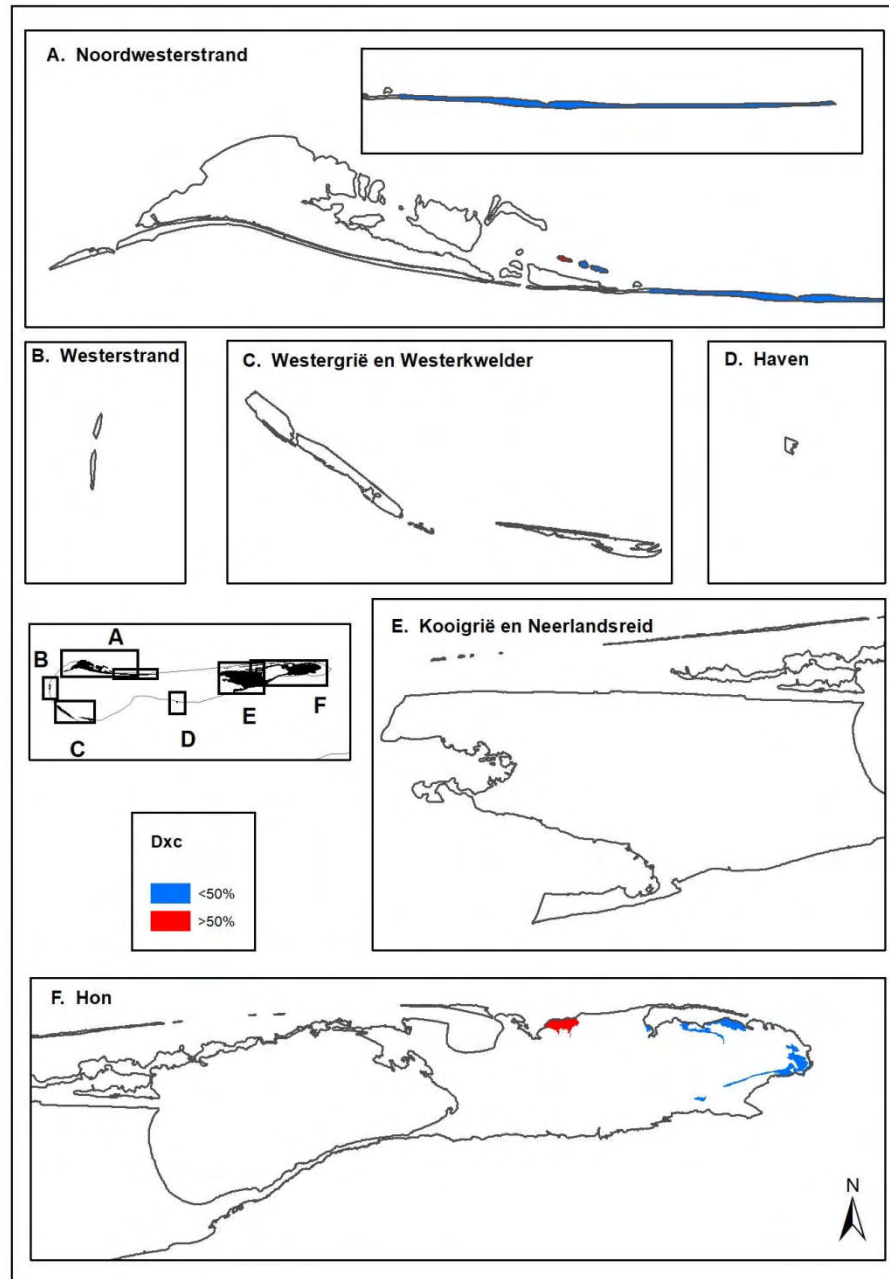 A. Noordwesterstrand
B. Westerstrand
C. Westergrië en Westerkwelder
D. Haven
E. Kooigrië en Neerlandsreid
A
B
C
D
E
F
Dxc
<50%
>50%
F. Hon
N